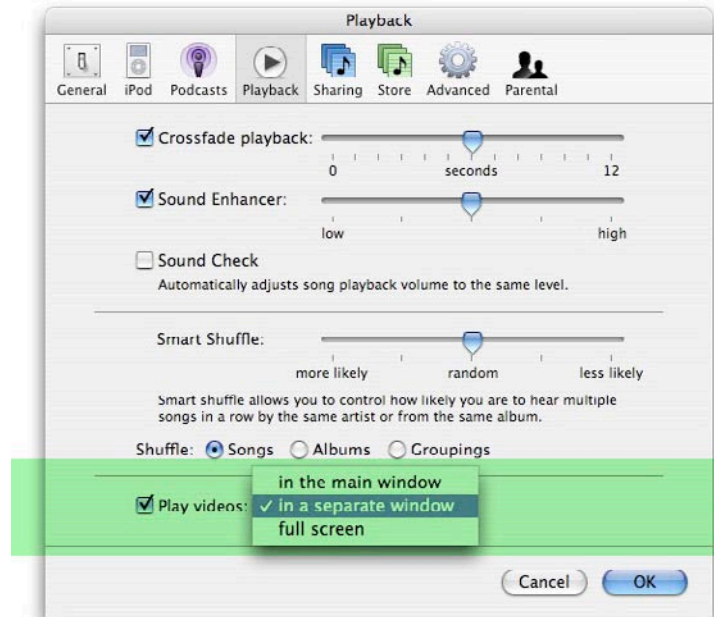 Playback
General iPod Podcasts Playback Sharing Store Advanced Parental
Crossfade playback:
0 seconds 12
Sound Enhancer:
low high
Sound Check
Automatically adjusts song playback volume to the same level.
Smart Shuffle:
more likely random less likely
Smart shuffle allows you to control how likely you are to hear multiple
songs in a row by the same artist or from the same album.
Shuffle: Songs Albums Groupings
in the main window
Play videos: ✓ in a separate window
full screen
Cancel OK